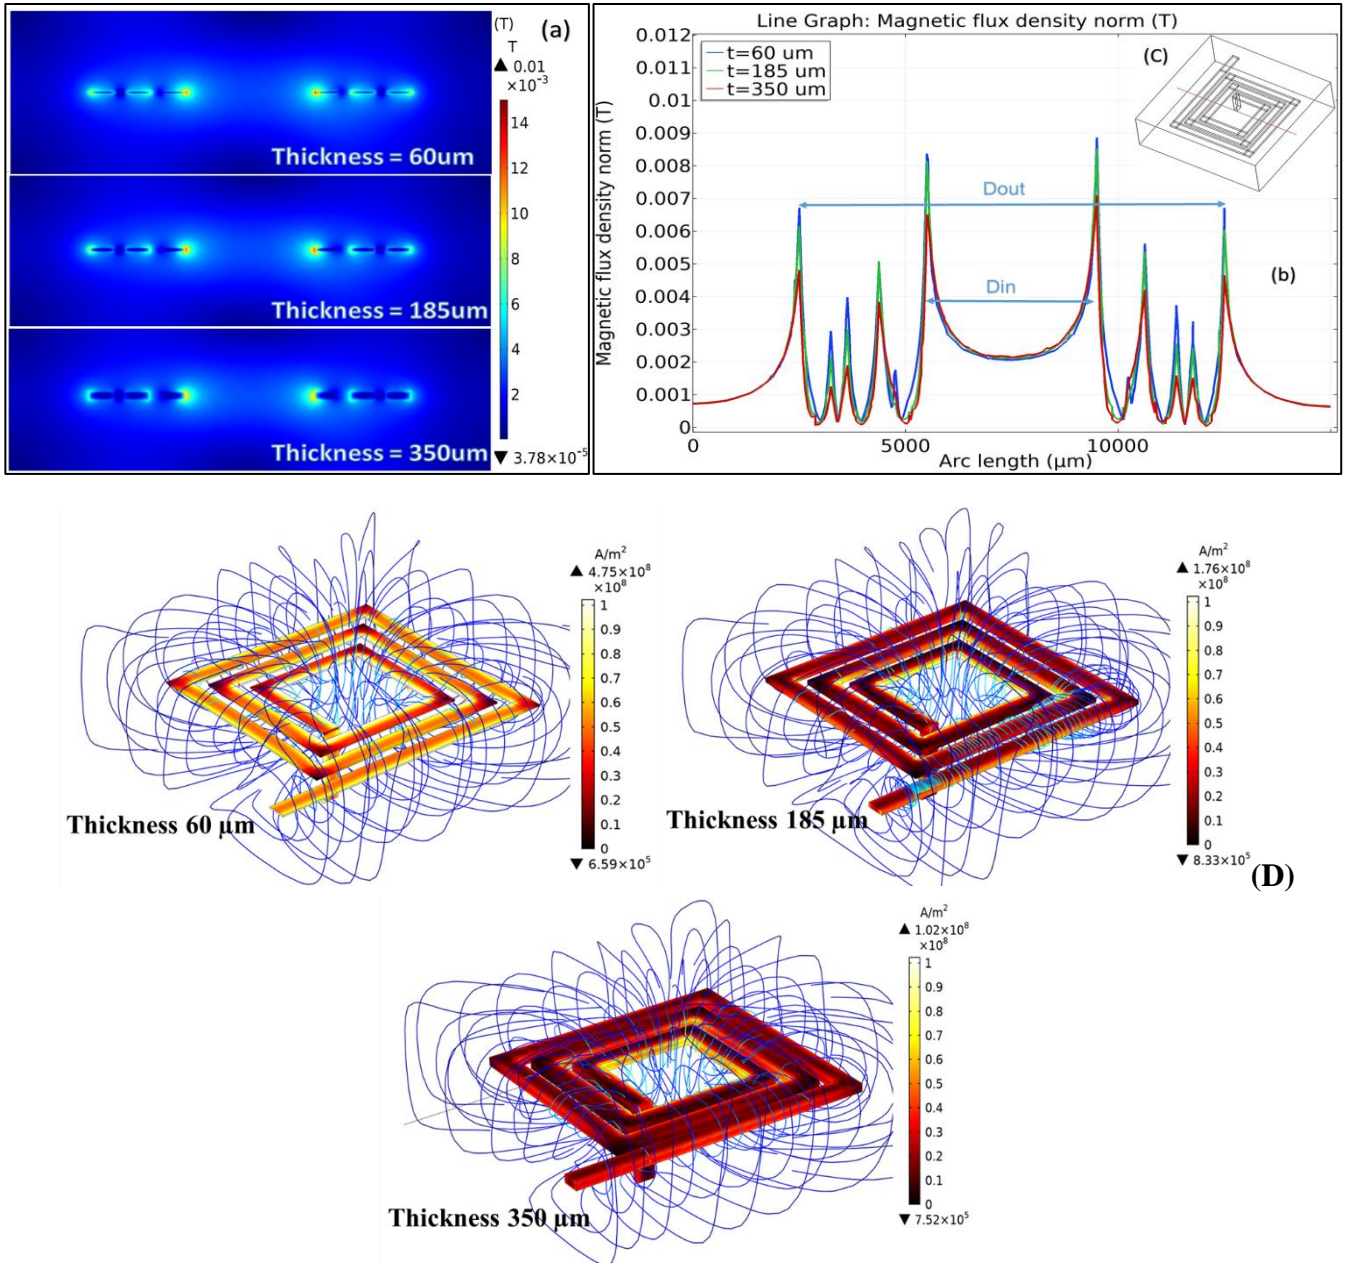 (T)
(a)
T
▲ 0.01
×10⁻³
14
12
10
8
6
4
2
▼ 3.78×10⁻⁵
Thickness = 60um
Thickness = 185um
Thickness = 350um
Line Graph: Magnetic flux density norm (T)
Magnetic flux density norm (T)
0.012
0.011
0.01
0.009
0.008
0.007
0.006
0.005
0.004
0.003
0.002
0.001
0
t=60 um
t=185 um
t=350 um
(C)
Dout
Din
(b)
0
5000
10000
Arc length (µm)
A/m²
▲ 4.75×10⁸
×10⁸
1
0.9
0.8
0.7
0.6
0.5
0.4
0.3
0.2
0.1
0
▼ 6.59×10⁵
Thickness 60 µm
A/m²
▲ 1.76×10⁸
×10⁸
1
0.9
0.8
0.7
0.6
0.5
0.4
0.3
0.2
0.1
0
▼ 8.33×10⁵
Thickness 185 µm
(D)
A/m²
▲ 1.02×10⁸
×10⁸
1
0.9
0.8
0.7
0.6
0.5
0.4
0.3
0.2
0.1
0
▼ 7.52×10⁵
Thickness 350 µm